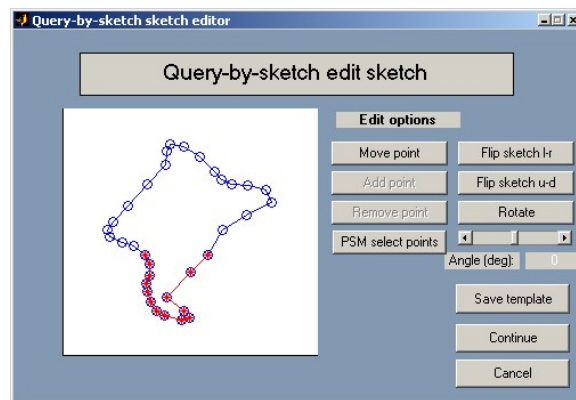 Query-by-sketch sketch editor
Query-by-sketch edit sketch
Edit options
Move point
Flip sketch l-r
Add point
Flip sketch u-d
Remove point
Rotate
PSM select points
Angle (deg):
0
Save template
Continue
Cancel